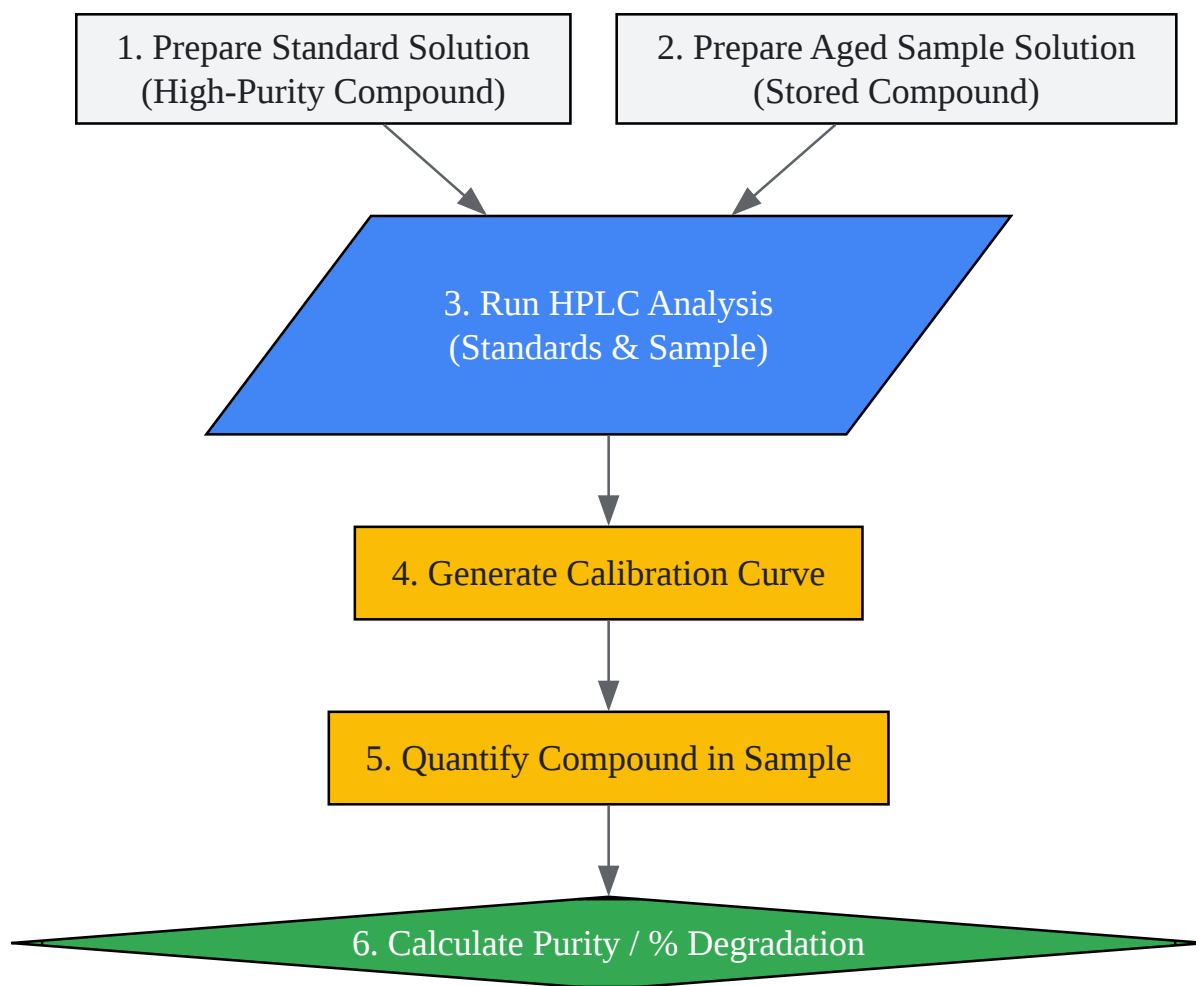 1. Prepare Standard Solution
(High-Purity Compound)
2. Prepare Aged Sample Solution
(Stored Compound)
3. Run HPLC Analysis
(Standards & Sample)
4. Generate Calibration Curve
5. Quantify Compound in Sample
6. Calculate Purity / % Degradation